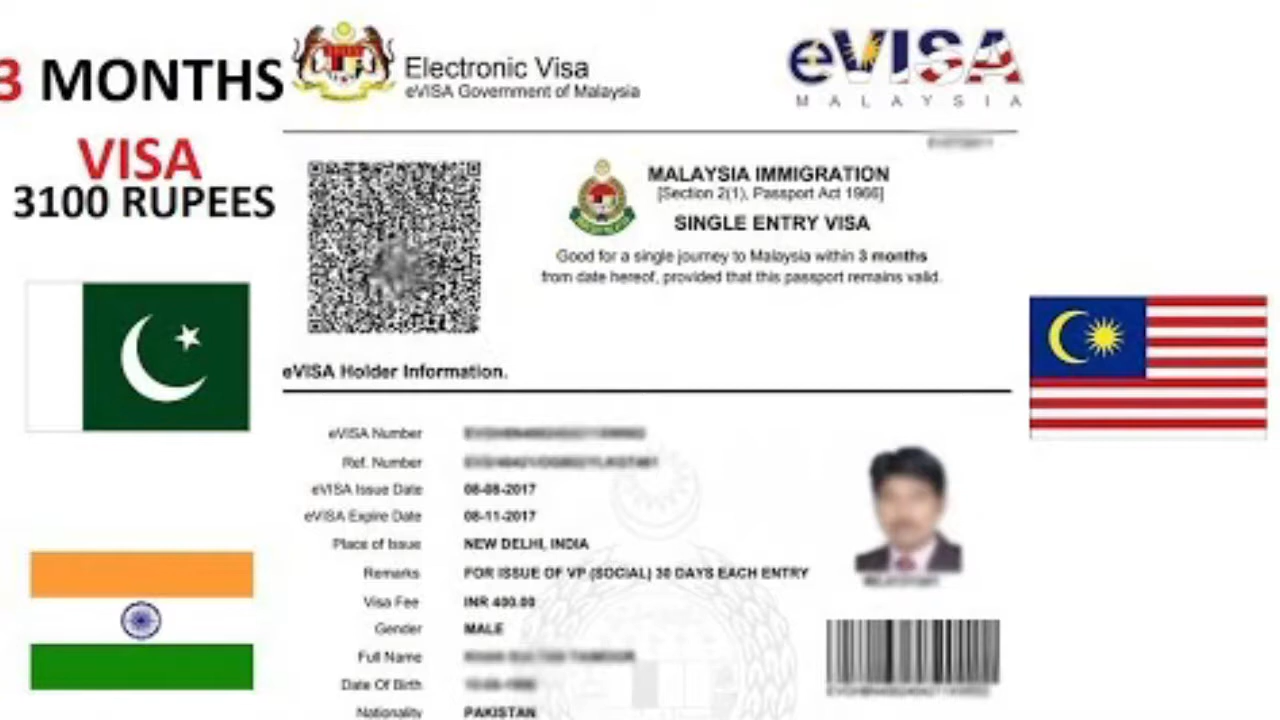 3 MONTHS
VISA
3100 RUPEES
Electronic Visa
eVISA Government of Malaysia
eVISA
MALAYSIA
MALAYSIA IMMIGRATION
[Section 2(1), Passport Act 1966]
SINGLE ENTRY VISA
Good for a single journey to Malaysia within 3 months
from date hereof, provided that this passport remains valid.
eVISA Holder Information.
eVISA Number
Ref. Number
eVISA Issue Date 08-08-2017
eVISA Expire Date 08-11-2017
Place of Issue NEW DELHI, INDIA
Remarks FOR ISSUE OF VP (SOCIAL) 30 DAYS EACH ENTRY
Visa Fee INR 400.00
Gender MALE
Full Name
Date Of Birth
Nationality PAKISTAN